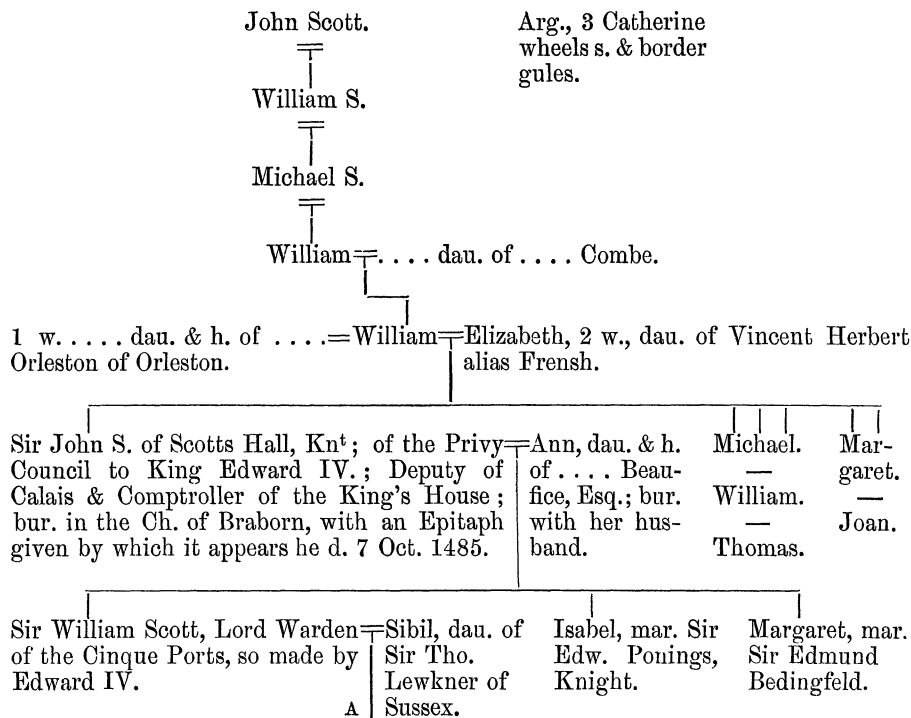 John Scott.
Arg., 3 Catherine
wheels s. & border
gules.
William S.
Michael S.
William=. . . . dau. of . . . . Combe.
1 w. . . . . dau. & h. of . . . .=William=Elizabeth, 2 w., dau. of Vincent Herbert
Orleston of Orleston.
alias Frensh.
Sir John S. of Scotts Hall, Knᵗ; of the Privy=
Council to King Edward IV.; Deputy of
Calais & Comptroller of the King's House;
bur. in the Ch. of Braborn, with an Epitaph
given by which it appears he d. 7 Oct. 1485.
Ann, dau. & h.
of . . . . Beau-
fice, Esq.; bur.
with her hus-
band.
Michael.
—
William.
—
Thomas.
Mar-
garet.
—
Joan.
Sir William Scott, Lord Warden=
of the Cinque Ports, so made by
Edward IV.
Sibil, dau. of
Sir Tho.
Lewkner of
Sussex.
A
Isabel, mar. Sir
Edw. Ponings,
Knight.
Margaret, mar.
Sir Edmund
Bedingfeld.